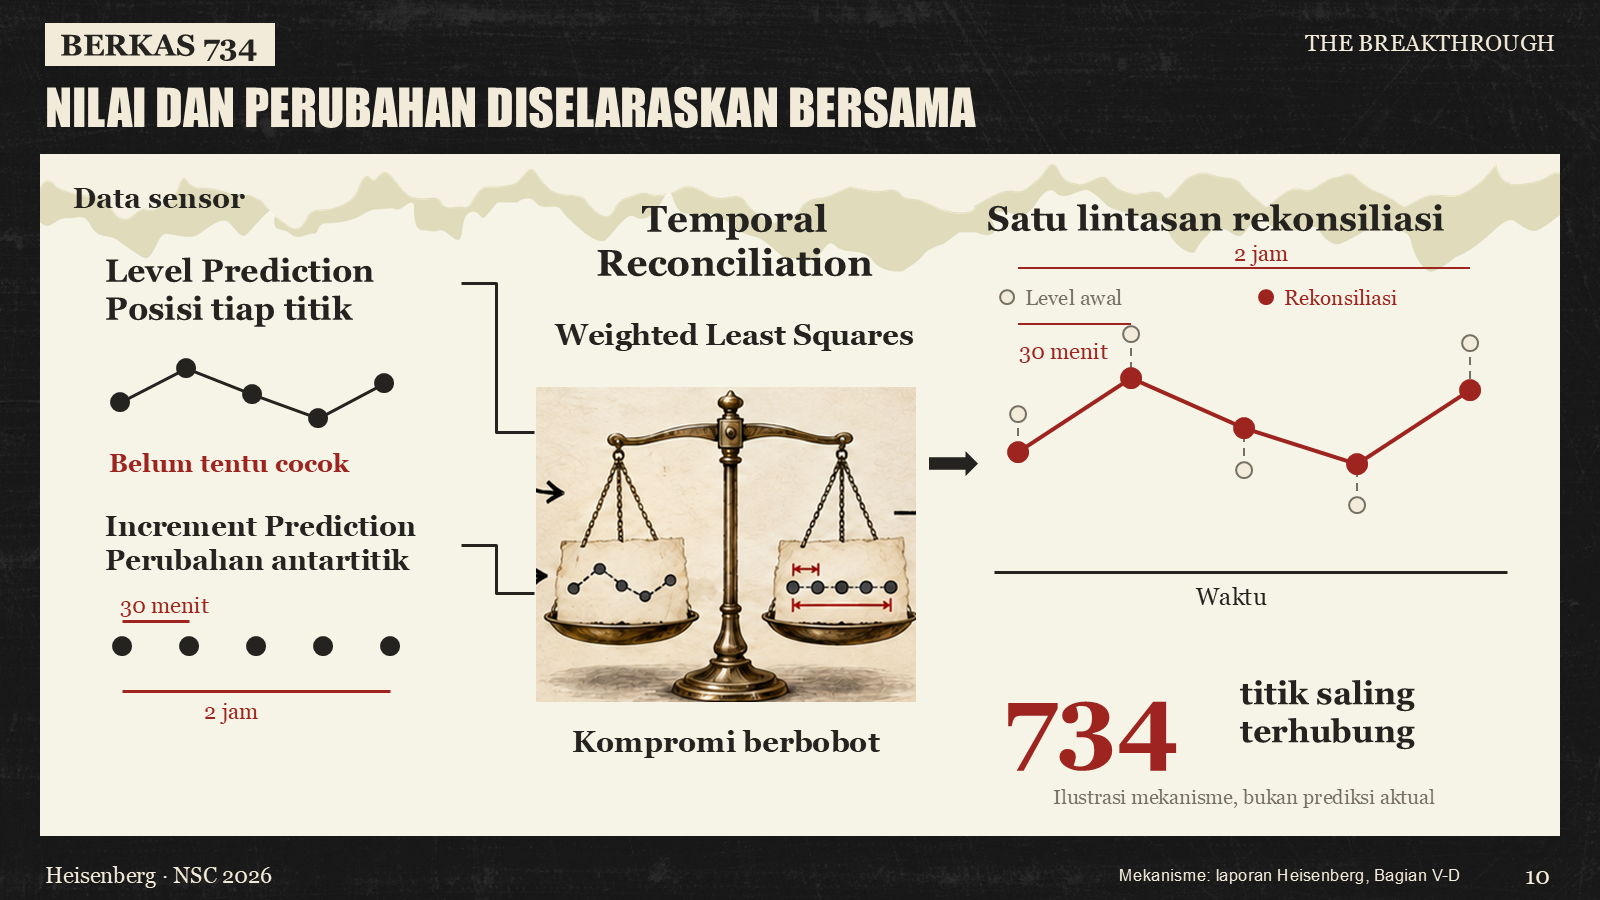 BERKAS 734
THE BREAKTHROUGH
NILAI DAN PERUBAHAN DISELARASKAN BERSAMA
Data sensor
Level Prediction
Posisi tiap titik
Belum tentu cocok
Increment Prediction
Perubahan antartitik
30 menit
2 jam
Temporal
Reconciliation
Weighted Least Squares
Kompromi berbobot
Satu lintasan rekonsiliasi
2 jam
Level awal
Rekonsiliasi
30 menit
Waktu
734
titik saling
terhubung
Ilustrasi mekanisme, bukan prediksi aktual
Heisenberg · NSC 2026
Mekanisme: laporan Heisenberg, Bagian V-D
10